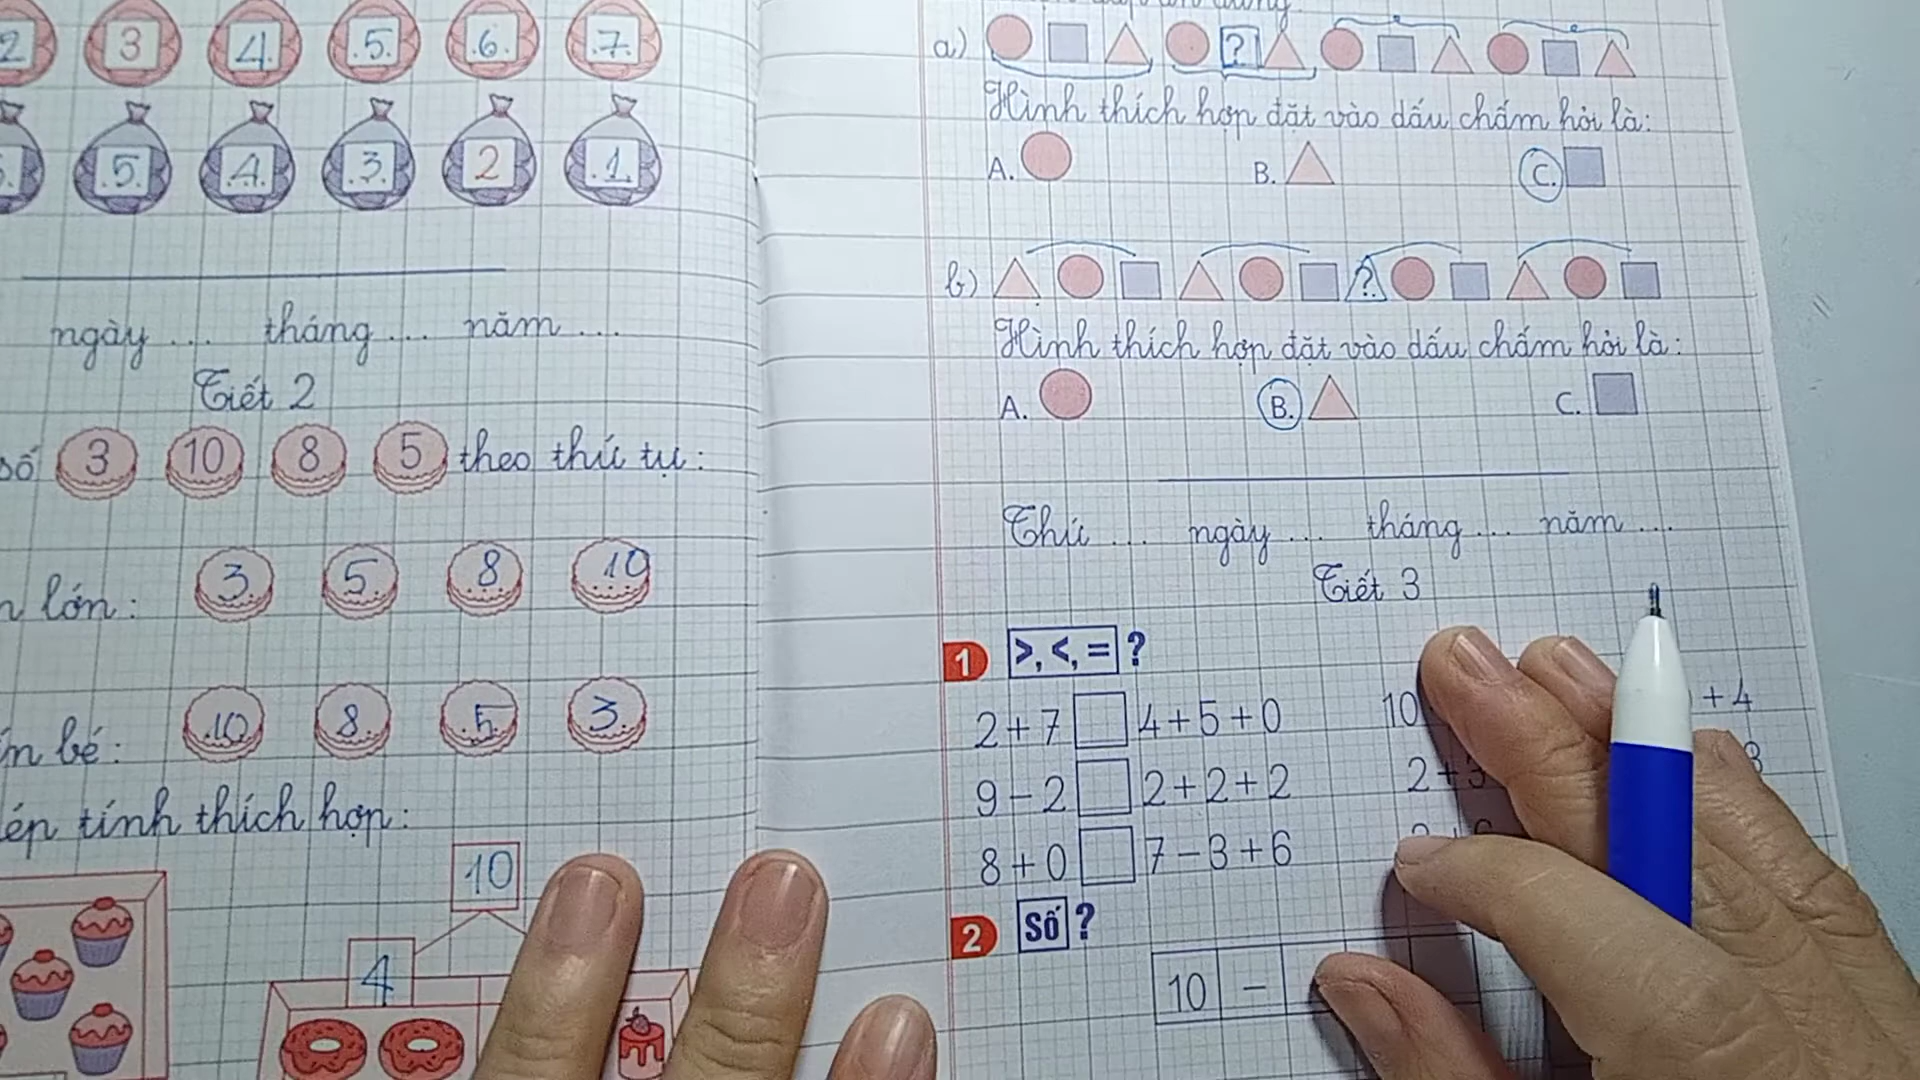 2 3 4 5 6 7
5 4 3 2 1
ngày ... tháng ... năm ...
Tiết 2
số 3 10 8 5 theo thứ tự:
lớn: 3 5 8 10
bé: 10 8 5 3
tính thích hợp:
10
4
a) ?
Hình thích hợp đặt vào dấu chấm hỏi là:
A. B. C.
b) ?
Hình thích hợp đặt vào dấu chấm hỏi là:
A. B. C.
Thứ ... ngày ... tháng ... năm ...
Tiết 3
1 >, <, = ?
2 + 7 4 + 5 + 0 10 + 4
9 - 2 2 + 2 + 2 2 + 3
8 + 0 7 - 3 + 6
2 Số ?
10 -